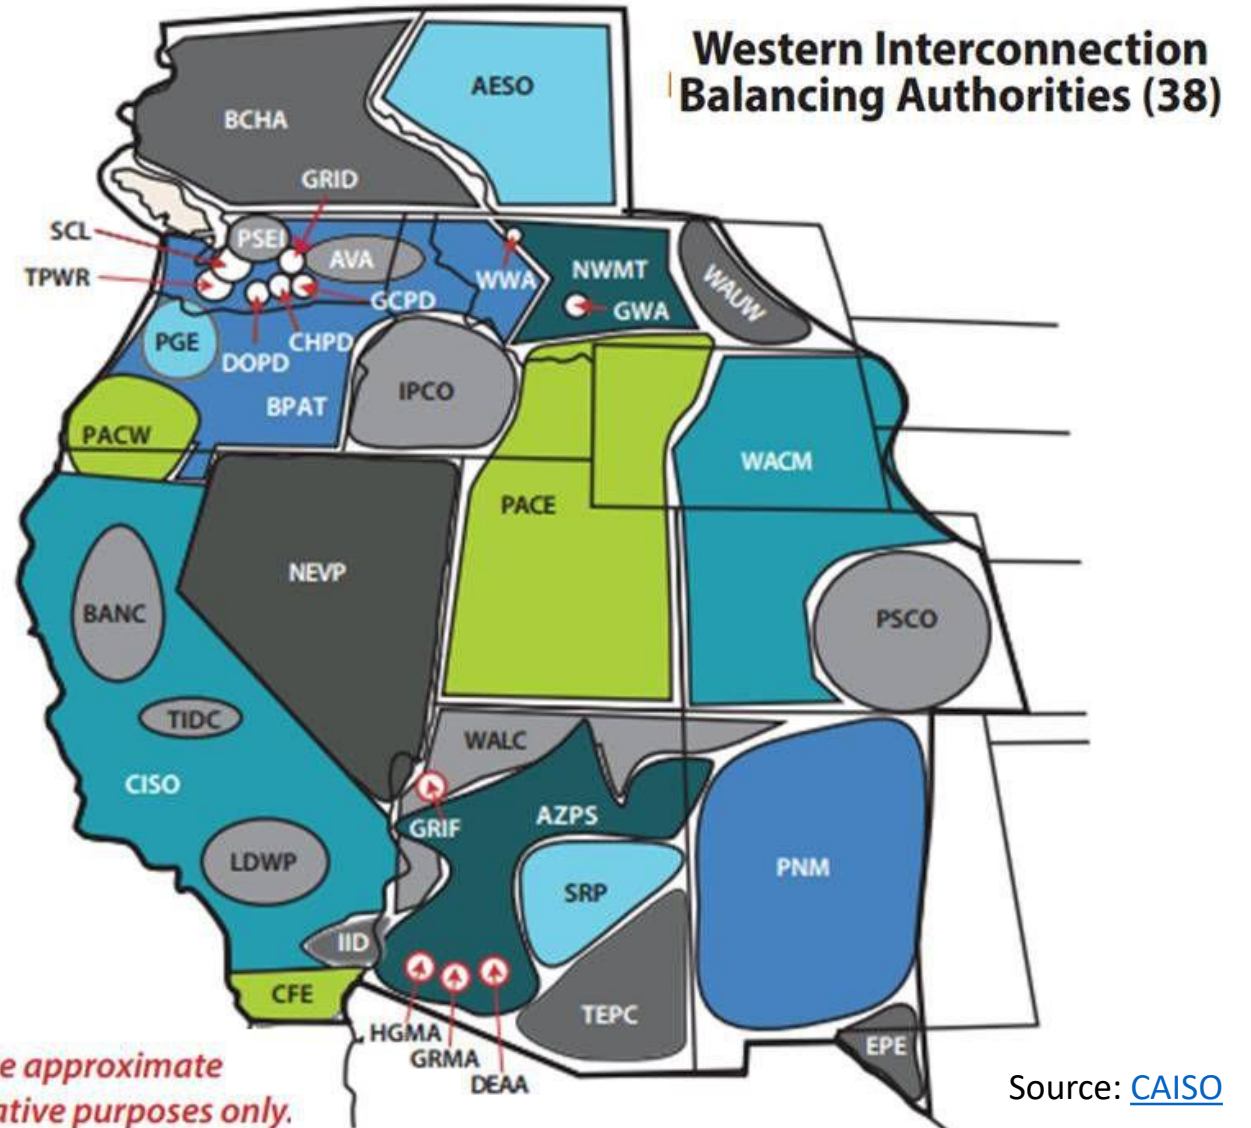 Western Interconnection
Balancing Authorities (38)
AESO
BCHA
GRID
SCL
PSEI
AVA
TPWR
WWA
NWMT
WAUW
GCPD
GWA
PGE
CHPD
DOPD
IPCO
BPAT
PACW
WACM
PACE
NEVP
BANC
PSCO
TIDC
WALC
CISO
GRIF
AZPS
LDWP
PNM
SRP
IID
CFE
TEPC
HGMA
GRMA
DEAA
EPE
e approximate
ative purposes only.
Source: CAISO